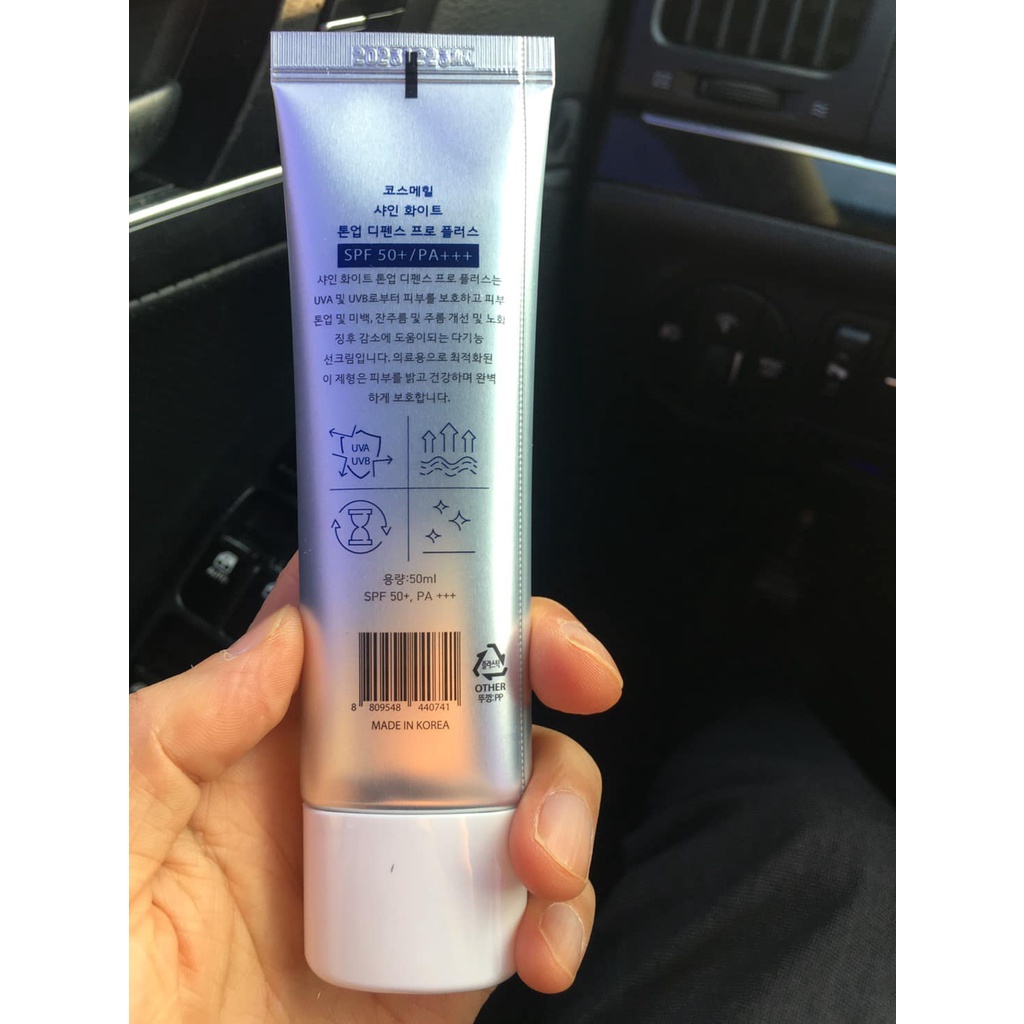 코스메힐
샤인 화이트
톤업 디펜스 프로 플러스
SPF 50+/PA+++
샤인 화이트 톤업 디펜스 프로 플러스는
UVA 및 UVB로부터 피부를 보호하고 피부
톤업 및 미백, 잔주름 및 주름 개선 및 노화
징후 감소에 도움이되는 다기능
선크림입니다. 의료용으로 최적화된
이 제형은 피부를 밝고 건강하며 완벽
하게 보호합니다.
UVA
UVB
용량:50ml
SPF 50+, PA +++
8 809548 440741
플라스틱
OTHER
뚜껑:PP
MADE IN KOREA